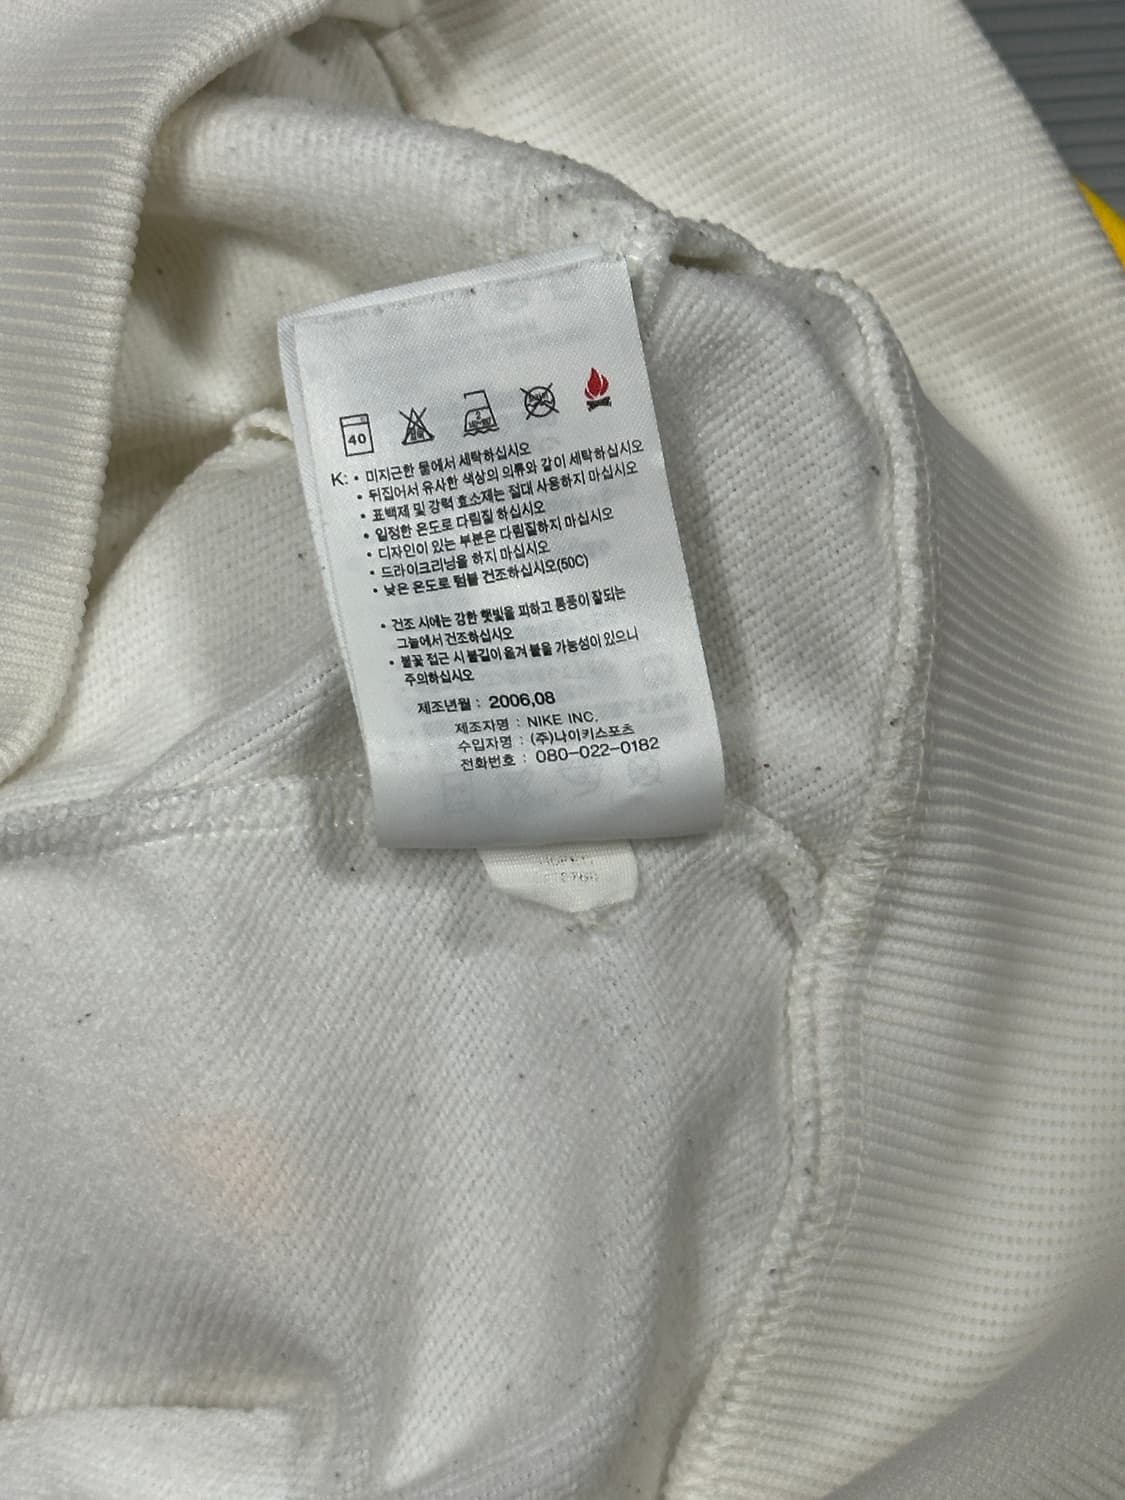 40
K: • 미지근한 물에서 세탁하십시오
• 뒤집어서 유사한 색상의 의류와 같이 세탁하십시오
• 표백제 및 강력 효소제는 절대 사용하지 마십시오
• 일정한 온도로 다림질 하십시오
• 디자인이 있는 부분은 다림질하지 마십시오
• 드라이크리닝을 하지 마십시오
• 낮은 온도로 텀블 건조하십시오(50C)
• 건조 시에는 강한 햇빛을 피하고 통풍이 잘되는
그늘에서 건조하십시오
• 불꽃 접근 시 불길이 옮겨 붙을 가능성이 있으니
주의하십시오
제조년월 : 2006,08
제조자명 : NIKE INC.
수입자명 : (주)나이키스포츠
전화번호 : 080-022-0182